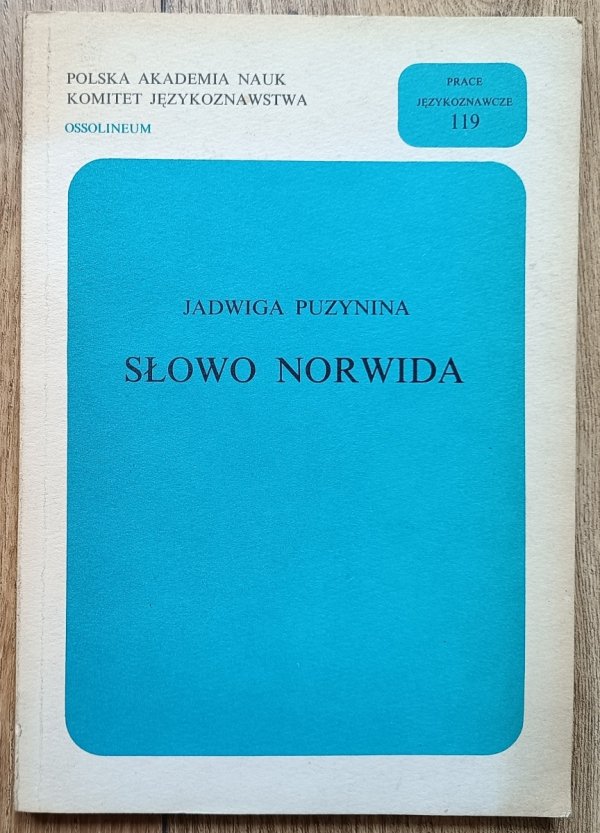 POLSKA AKADEMIA NAUK
KOMITET JĘZYKOZNAWSTWA
OSSOLINEUM
PRACE
JĘZYKOZNAWCZE
119
JADWIGA PUZYNINA
SŁOWO NORWIDA